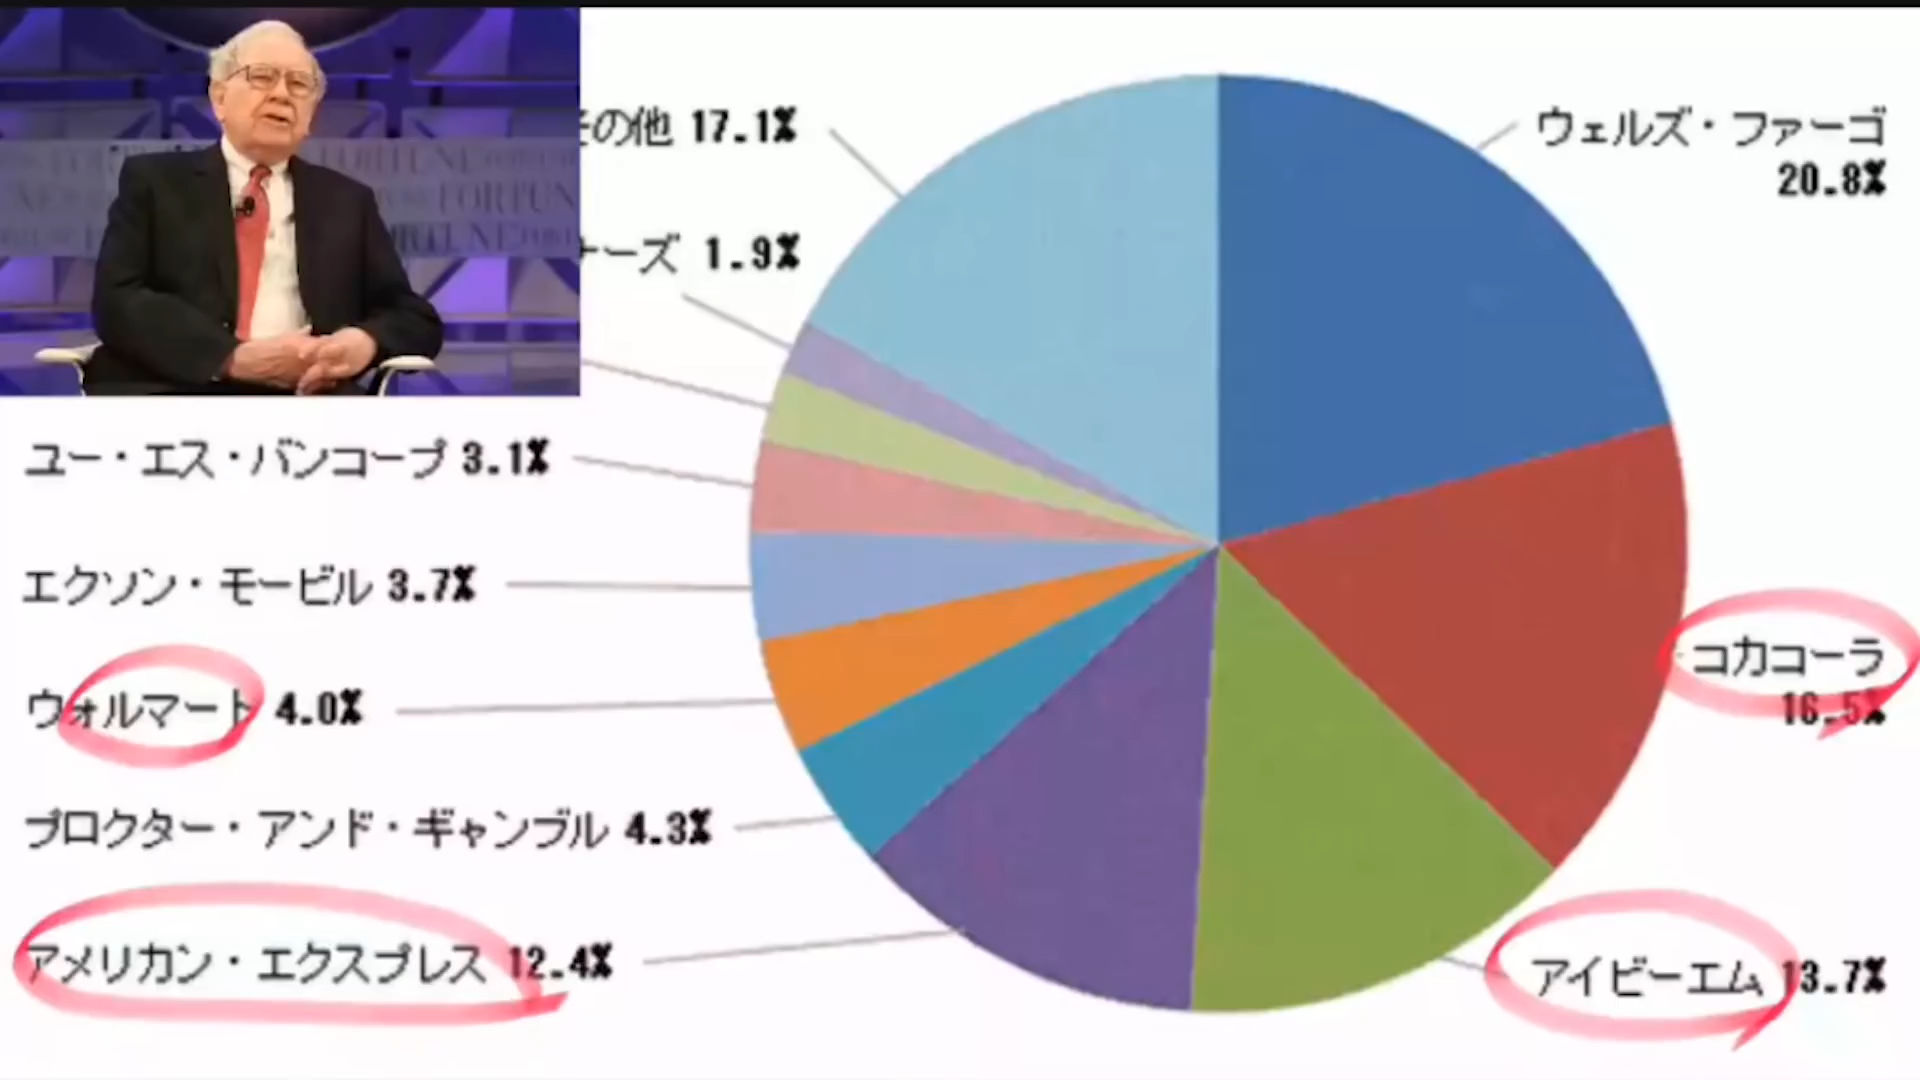 の他 17.1%
ウェルズ・ファーゴ
20.8%
ナーズ 1.9%
ユー・エス・バンコープ 3.1%
エクソン・モービル 3.7%
コカコーラ
16.5%
ウォルマート 4.0%
プロクター・アンド・ギャンブル 4.3%
アメリカン・エクスプレス 12.4%
アイビーエム 13.7%
FORTUNE
FORTUN